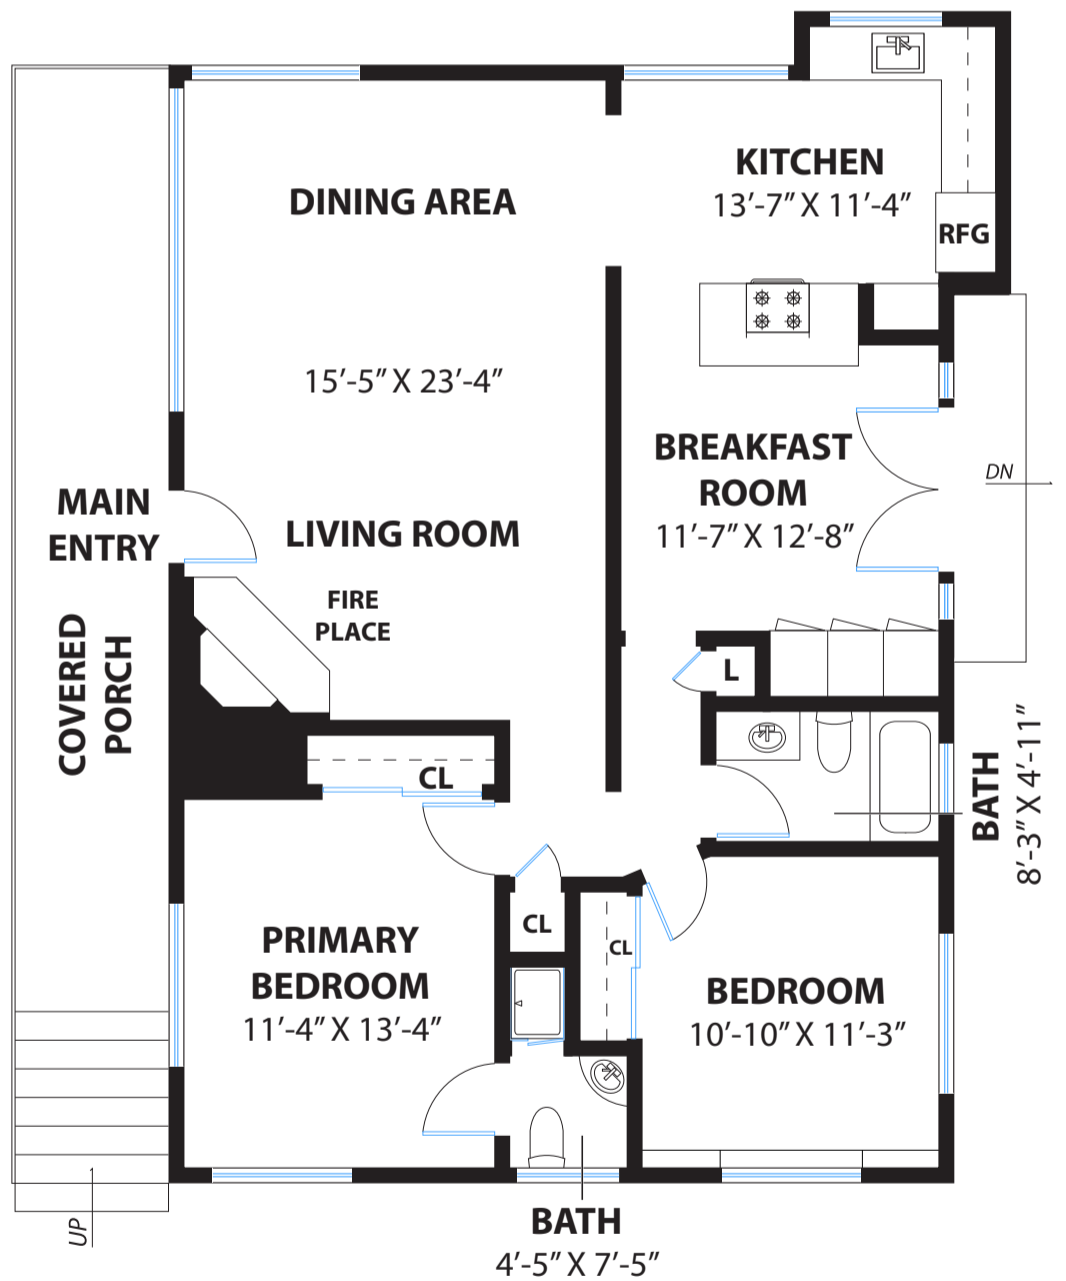 KITCHEN
13’-7” X 11’-4”
DINING AREA
RFG
15’-5” X 23’-4”
BREAKFAST
ROOM
11’-7” X 12’-8”
DN
MAIN
ENTRY
LIVING ROOM
FIRE
PLACE
COVERED
PORCH
L
CL
BATH
8’-3” X 4’-11”
CL
CL
PRIMARY
BEDROOM
11’-4” X 13’-4”
BEDROOM
10’-10” X 11’-3”
UP
BATH
4’-5” X 7’-5”